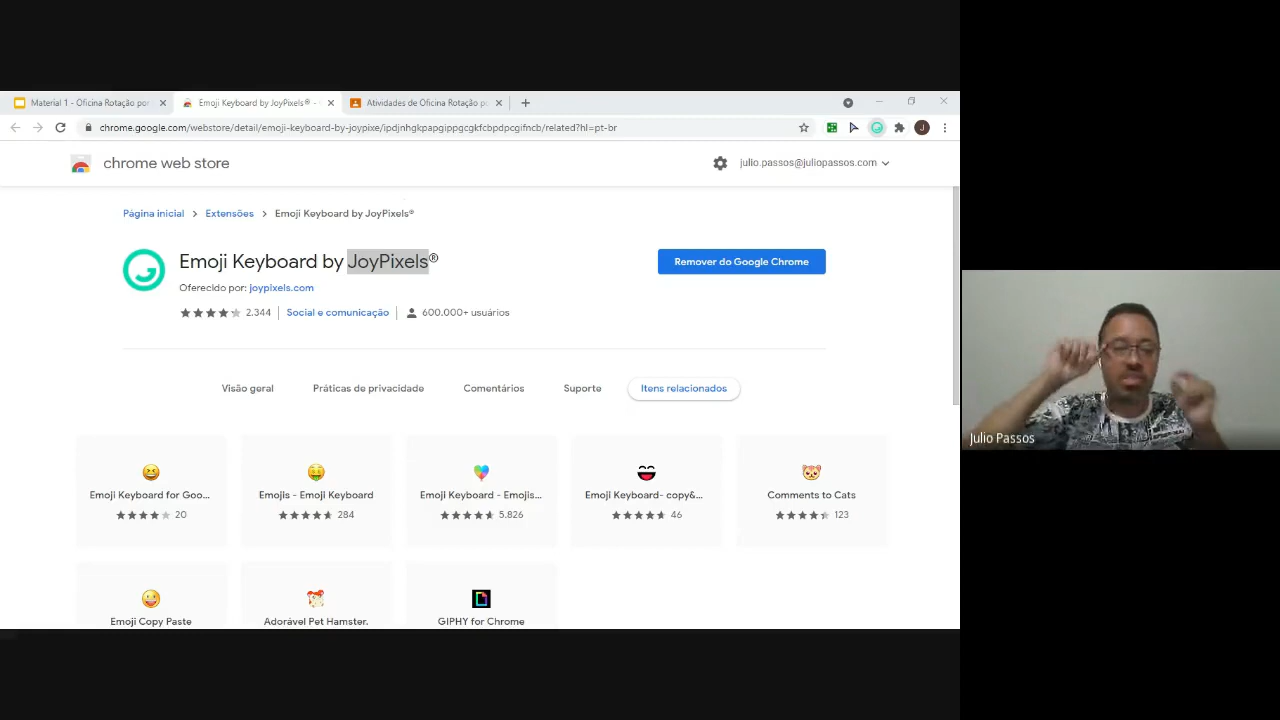 Material 1 - Oficina Rotação por
Emoji Keyboard by JoyPixels® -
Atividades de Oficina Rotação po
chrome.google.com/webstore/detail/emoji-keyboard-by-joypixe/ipdjnhgkpapgippgcgkfcbpdpcgifncb/related?hl=pt-br
J
chrome web store
julio.passos@juliopassos.com
Página inicial > Extensões > Emoji Keyboard by JoyPixels®
Emoji Keyboard by JoyPixels®
Remover do Google Chrome
Oferecido por: joypixels.com
2.344 | Social e comunicação | 600.000+ usuários
Visão geral Práticas de privacidade Comentários Suporte Itens relacionados
Emoji Keyboard for Goo... Emojis - Emoji Keyboard Emoji Keyboard - Emojis... Emoji Keyboard- copy&... Comments to Cats
20 284 5.826 46 123
Emoji Copy Paste Adorável Pet Hamster. GIPHY for Chrome
Julio Passos